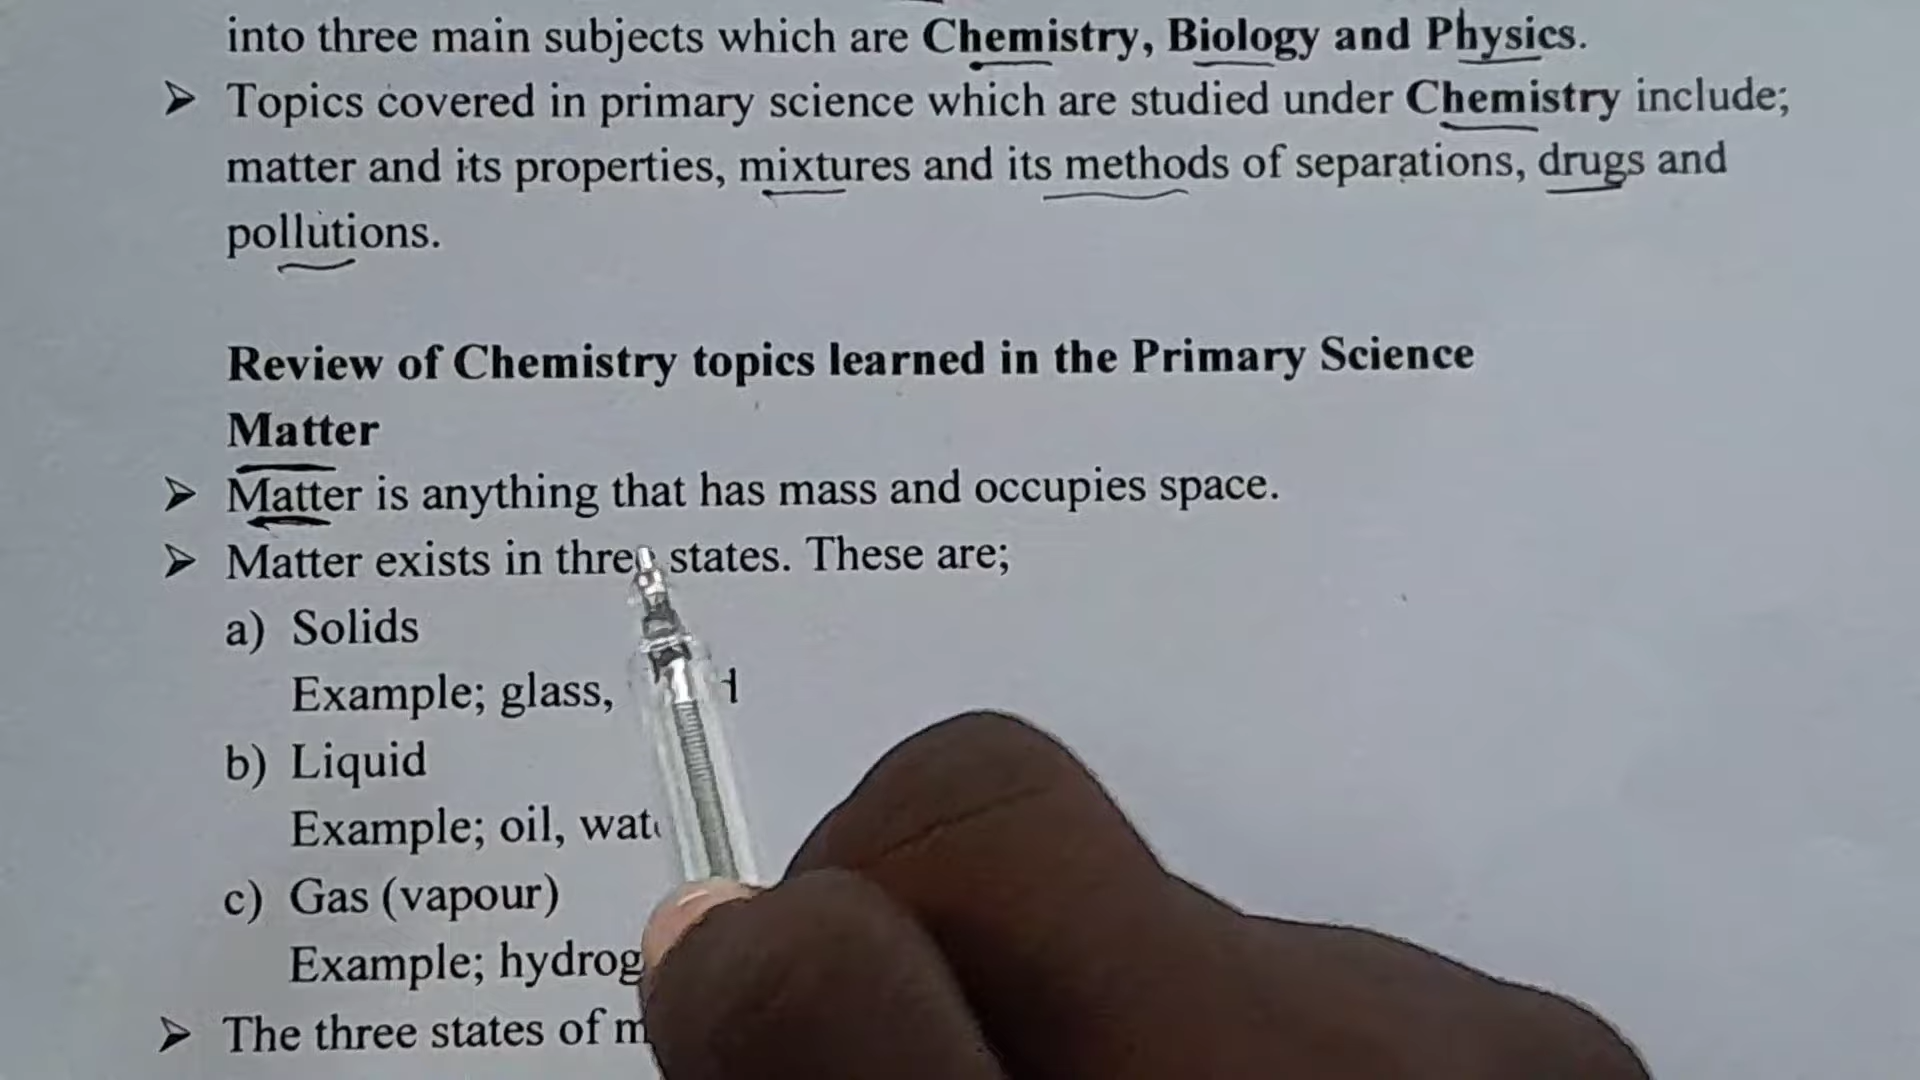 into three main subjects which are Chemistry, Biology and Physics.
➢ Topics covered in primary science which are studied under Chemistry include;
matter and its properties, mixtures and its methods of separations, drugs and
pollutions.
Review of Chemistry topics learned in the Primary Science
Matter
➢ Matter is anything that has mass and occupies space.
➢ Matter exists in three states. These are;
a) Solids
Example; glass,
b) Liquid
Example; oil,
c) Gas (vapour)
Example;
➢ The three states of